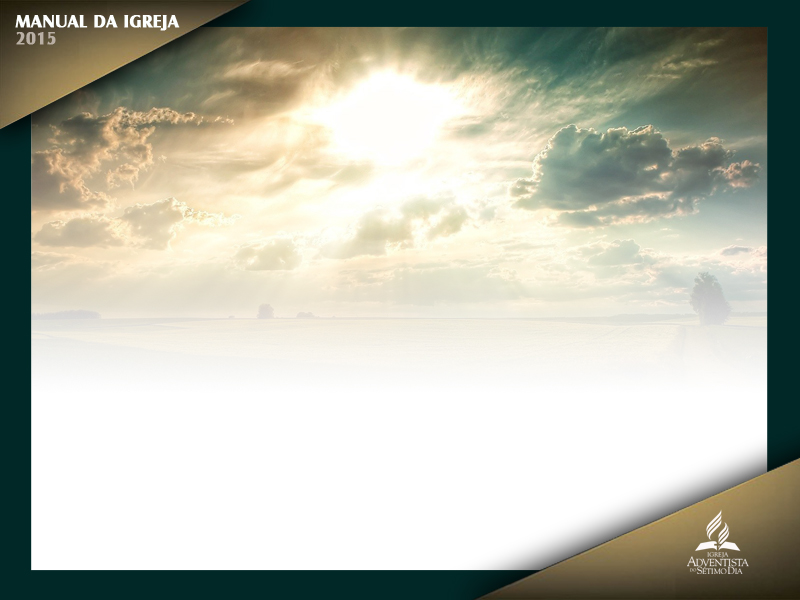 MANUAL DA IGREJA
2015
IGREJA
ADVENTISTA
DO SÉTIMO DIA